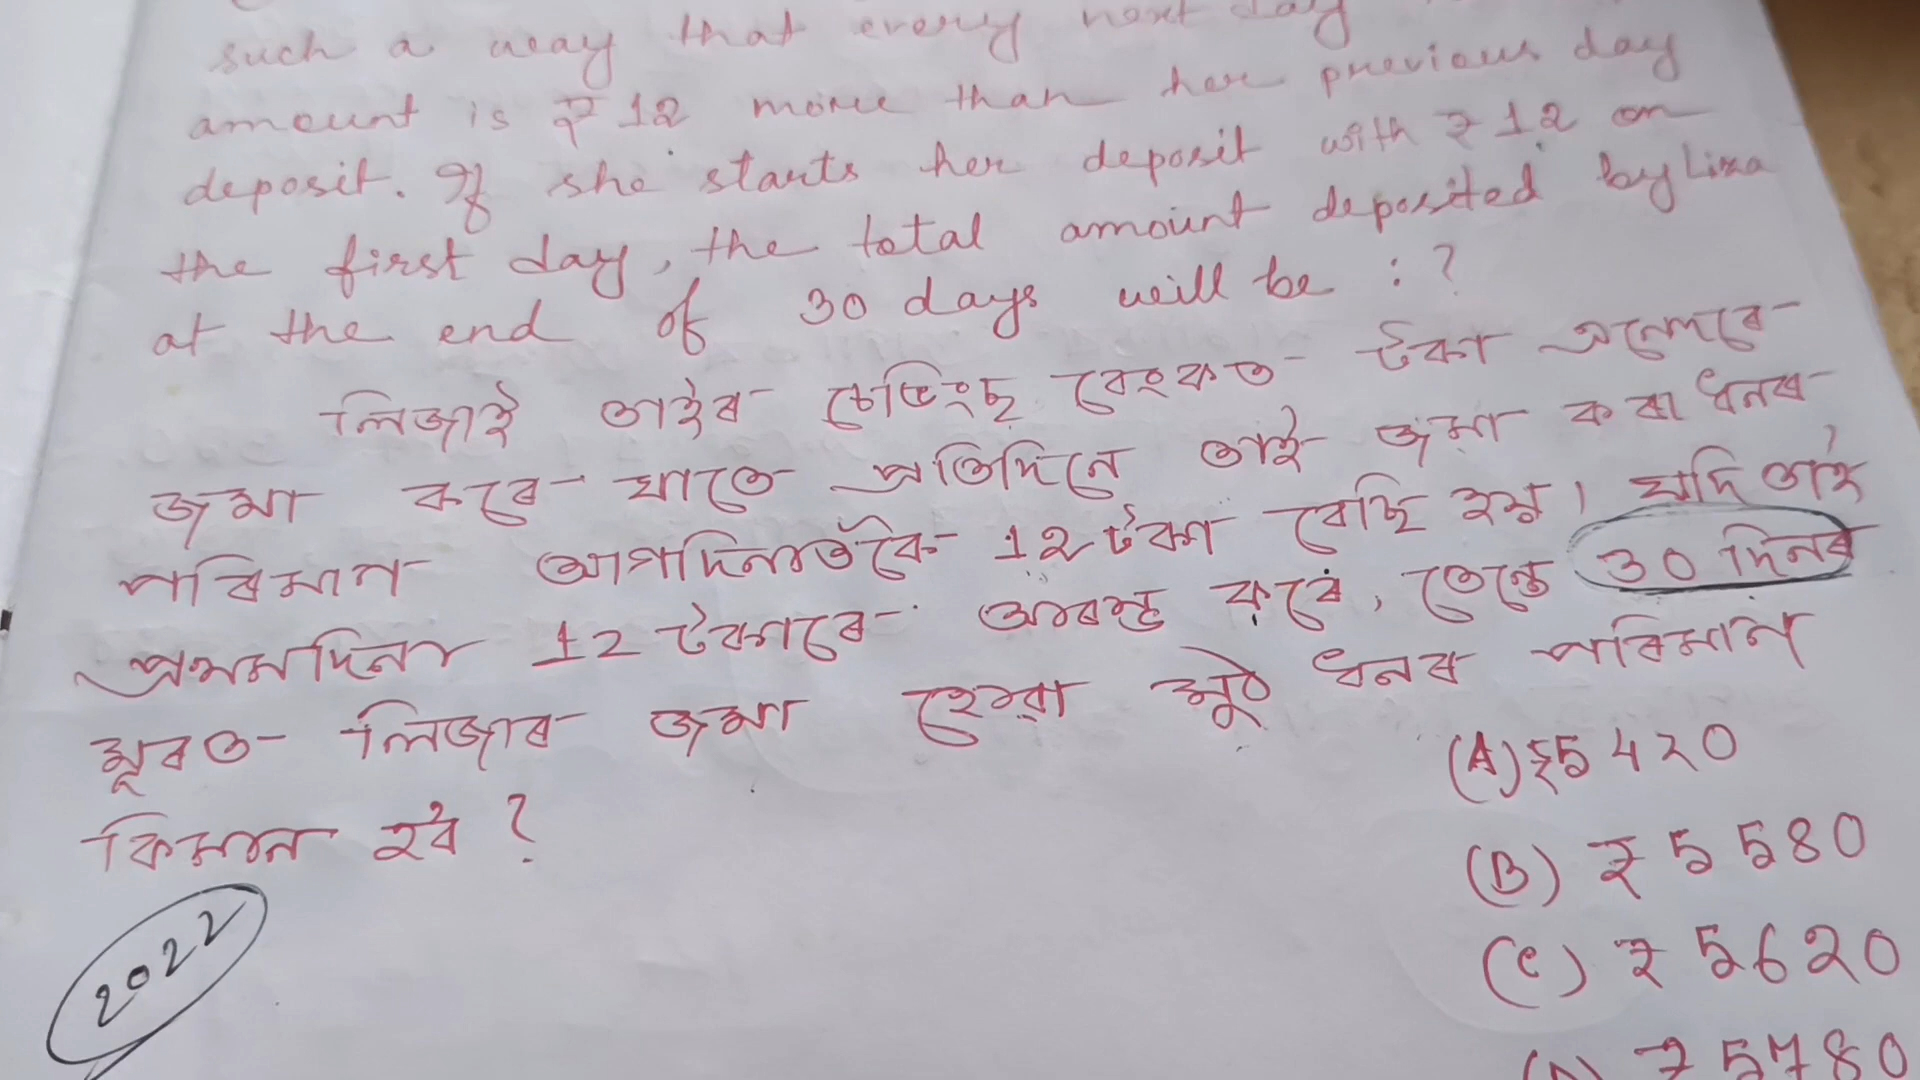 such a way that every next day
amount is ₹12 more than her previous day
deposit. If she starts her deposit with ₹12 on
the first day, the total amount deposited by Liza
at the end of 30 days will be : ?
লিজাই তাইৰ চেভিংছ বেংকত টকা এনেদৰে
জমা কৰে যাতে প্ৰতিদিনে তাই জমা কৰা ধনৰ
পৰিমাণ আগদিনাতকৈ 12 টকা বেছি হয়। যদি তাই
প্ৰথমদিনা 12 টকাৰে আৰম্ভ কৰে, তেন্তে 30 দিনৰ
মূৰত লিজাৰ জমা হোৱা মুঠ ধনৰ পৰিমাণ
কিমান হ'ব ?
(A) ₹5420
(B) ₹ 5580
(C) ₹ 5620
(D) ₹ 5780
2022